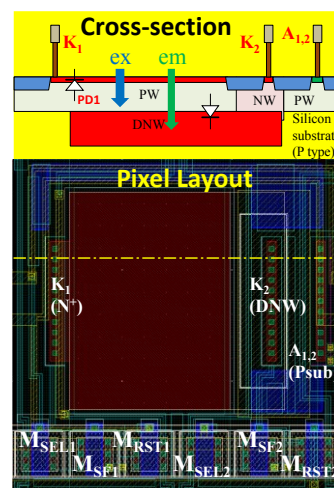 Cross-section
K1
ex
em
K2
A1,2
PD1
PW
DNW
NW
PW
Silicon
substrat
(P type)
Pixel Layout
K1
(N+)
K2
(DNW)
A1,2
(Psub
MSEL1
MSF1
MRST1
MSEL2
MSF2
MRST2